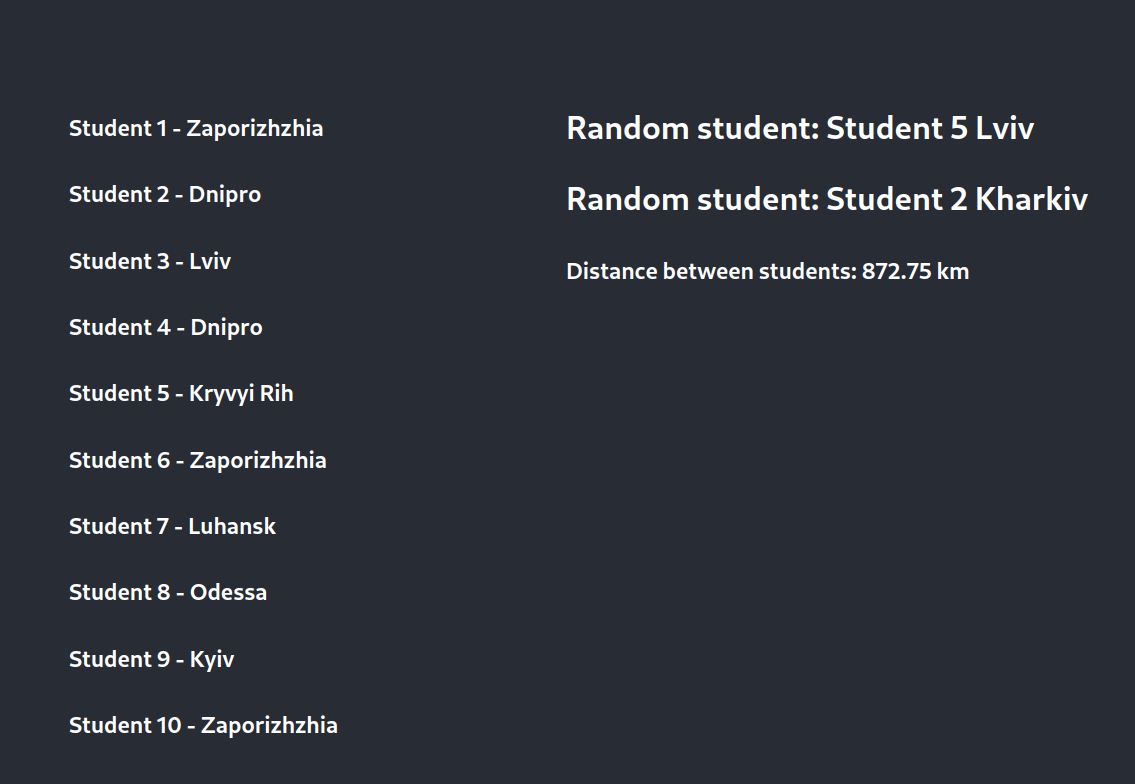 Student 1 - Zaporizhzhia
Student 2 - Dnipro
Student 3 - Lviv
Student 4 - Dnipro
Student 5 - Kryvyi Rih
Student 6 - Zaporizhzhia
Student 7 - Luhansk
Student 8 - Odessa
Student 9 - Kyiv
Student 10 - Zaporizhzhia
Random student: Student 5 Lviv
Random student: Student 2 Kharkiv
Distance between students: 872.75 km